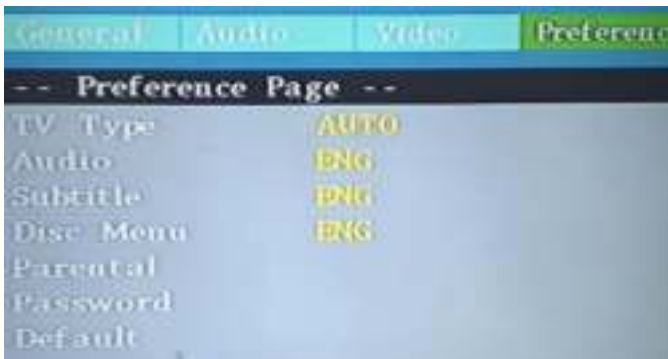 General Audio Video Preferenc
-- Preference Page --
TV Type AUTO
Audio ENG
Subtitle ENG
Disc Menu ENG
Parental
Password
Default